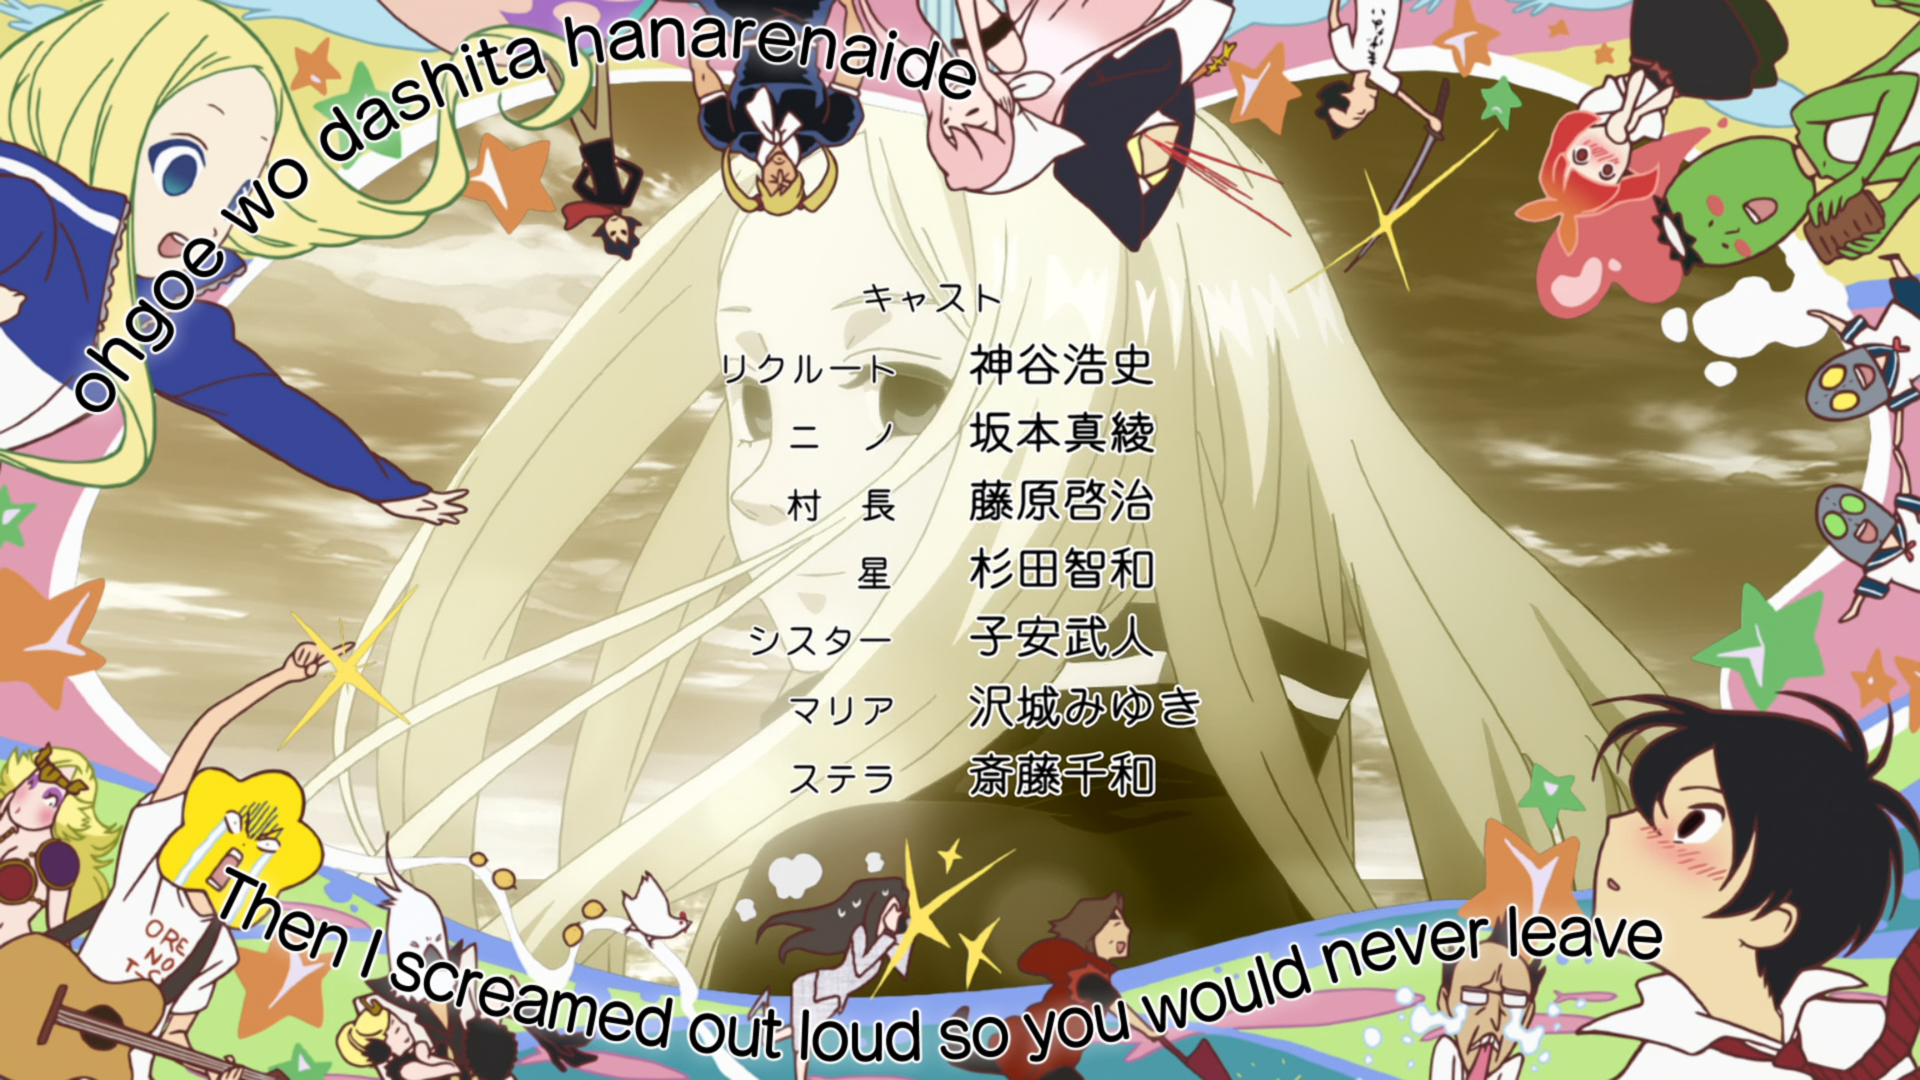 ohgoe wo dashita hanarenaide
キャスト
リクルート 神谷浩史
ニノ 坂本真綾
村長 藤原啓治
星 杉田智和
シスター 子安武人
マリア 沢城みゆき
ステラ 斎藤千和
ORE
NO
Then I screamed out loud so you would never leave